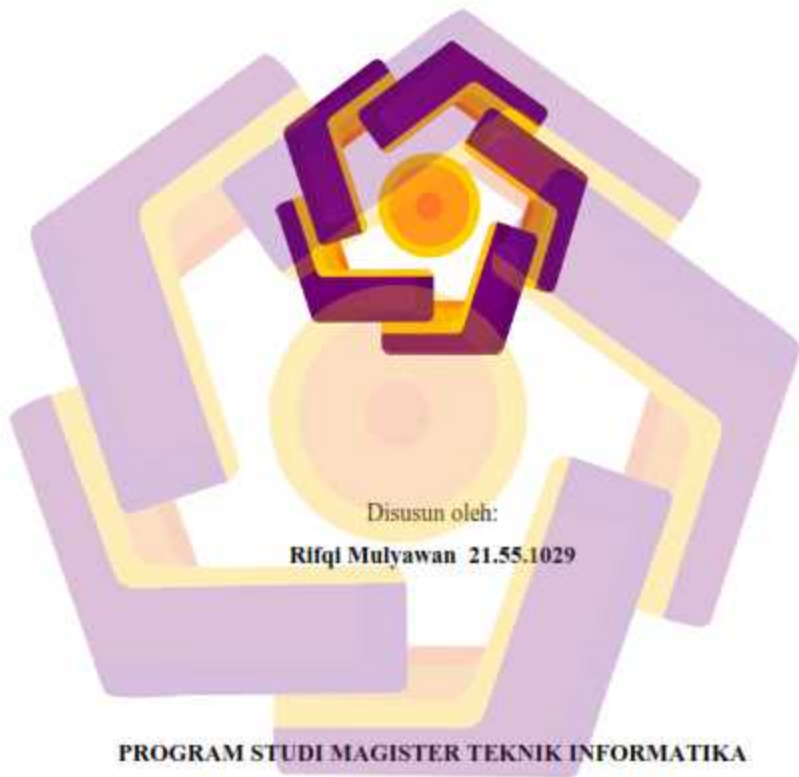 Disusun oleh:
Rifqi Mulyawan 21.55.1029
PROGRAM STUDI MAGISTER TEKNIK INFORMATIKA